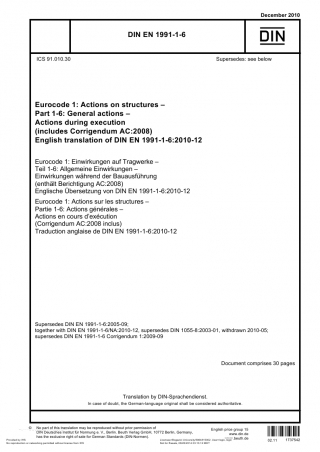 December 2010
DIN EN 1991-1-6
DIN
ICS 91.010.30
Supersedes: see below
Eurocode 1: Actions on structures –
Part 1-6: General actions –
Actions during execution
(includes Corrigendum AC:2008)
English translation of DIN EN 1991-1-6:2010-12
Eurocode 1: Einwirkungen auf Tragwerke –
Teil 1-6: Allgemeine Einwirkungen –
Einwirkungen während der Bauausführung
(enthält Berichtigung AC:2008)
Englische Übersetzung von DIN EN 1991-1-6:2010-12
Eurocode 1: Actions sur les structures –
Partie 1-6: Actions générales –
Actions en cours d'exécution
(Corrigendum AC:2008 inclus)
Traduction anglaise de DIN EN 1991-1-6:2010-12
Supersedes DIN EN 1991-1-6:2005-09;
together with DIN EN 1991-1-6/NA:2010-12, supersedes DIN 1055-8:2003-01, withdrawn 2010-05;
supersedes DIN EN 1991-1-6 Corrigendum 1:2009-09
Document comprises 30 pages
Translation by DIN-Sprachendienst.
In case of doubt, the German-language original shall be considered authoritative.
© No part of this translation may be reproduced without prior permission of
DIN Deutsches Institut für Normung e. V., Berlin. Beuth Verlag GmbH, 10772 Berlin, Germany,
has the exclusive right of sale for German Standards (DIN-Normen).
English price group 15
www.din.de
www.beuth.de
02.11
1737542